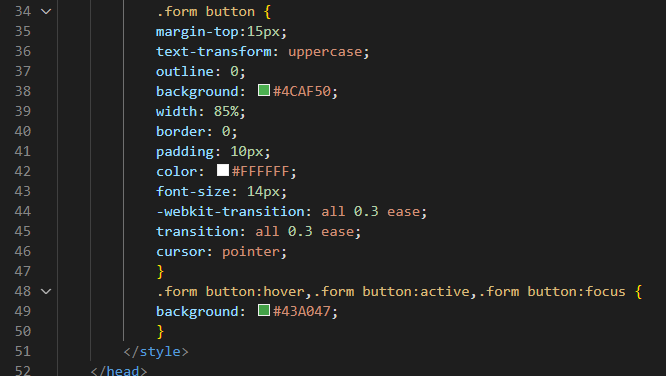 34 .form button {
35 margin-top:15px;
36 text-transform: uppercase;
37 outline: 0;
38 background: #4CAF50;
39 width: 85%;
40 border: 0;
41 padding: 10px;
42 color: #FFFFFF;
43 font-size: 14px;
44 -webkit-transition: all 0.3 ease;
45 transition: all 0.3 ease;
46 cursor: pointer;
47 }
48 .form button:hover,.form button:active,.form button:focus {
49 background: #43A047;
50 }
51 </style>
52 </head>